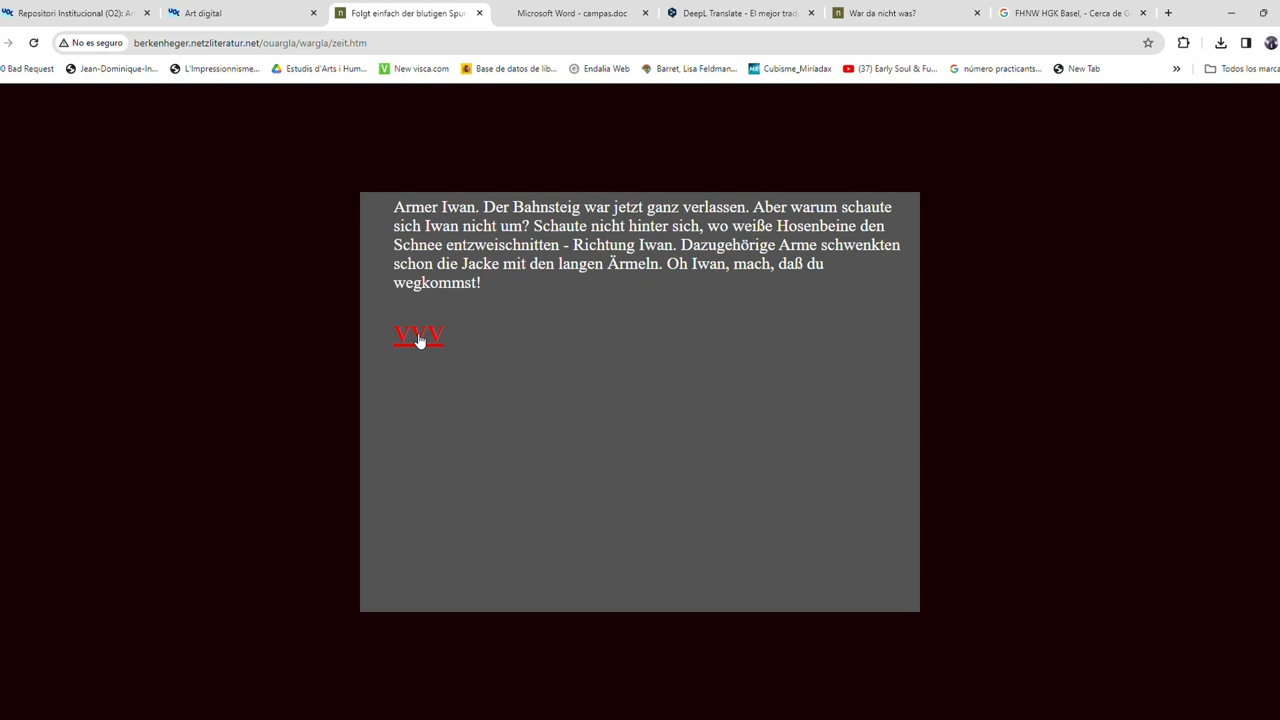 Repositori Institucional (O2): Ar
Art digital
Folgt einfach der blutigen Spur
Microsoft Word - campas.doc
DeepL Translate - El mejor trad
War da nicht was?
FHNW HGK Basel, - Cerca de G
No es seguro
berkenheger.netzliteratur.net/ouargla/wargla/zeit.htm
0 Bad Request
Jean-Dominique-In...
L'Impressionnisme...
Estudis d'Arts i Hum...
New visca.com
Base de datos de lib...
Endalia Web
Barret, Lisa Feldman...
Cubisme_Miríadax
(37) Early Soul & Fu...
número practicants...
New Tab
Todos los marca
Armer Iwan. Der Bahnsteig war jetzt ganz verlassen. Aber warum schaute
sich Iwan nicht um? Schaute nicht hinter sich, wo weiße Hosenbeine den
Schnee entzweischnitten - Richtung Iwan. Dazugehörige Arme schwenkten
schon die Jacke mit den langen Ärmeln. Oh Iwan, mach, daß du
wegkommst!
VVV